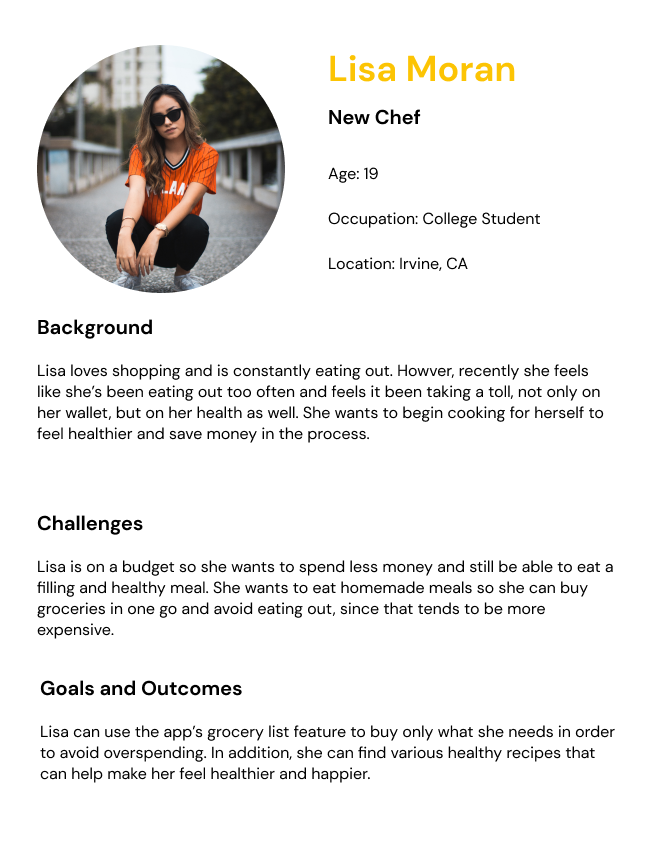 Lisa Moran
New Chef
Age: 19
Occupation: College Student
Location: Irvine, CA
Background
Lisa loves shopping and is constantly eating out. Howver, recently she feels
like she’s been eating out too often and feels it been taking a toll, not only on
her wallet, but on her health as well. She wants to begin cooking for herself to
feel healthier and save money in the process.
Challenges
Lisa is on a budget so she wants to spend less money and still be able to eat a
filling and healthy meal. She wants to eat homemade meals so she can buy
groceries in one go and avoid eating out, since that tends to be more
expensive.
Goals and Outcomes
Lisa can use the app’s grocery list feature to buy only what she needs in order
to avoid overspending. In addition, she can find various healthy recipes that
can help make her feel healthier and happier.